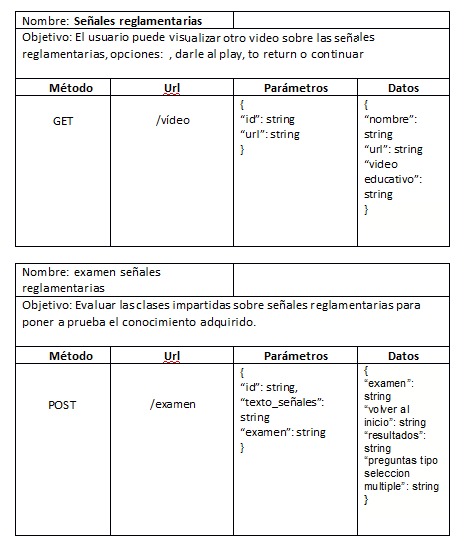 Nombre: Señales reglamentarias
Objetivo: El usuario puede visualizar otro video sobre las señales
reglamentarias, opciones: , darle al play, to return o continuar
Método Url Parámetros Datos
GET
/vídeo
{
"id": string
"url": string
}
{
"nombre":
string
"url": string
"video
educativo":
string
}
Nombre: examen señales
reglamentarias
Objetivo: Evaluar las clases impartidas sobre señales reglamentarias para
poner a prueba el conocimiento adquirido.
Método Url Parámetros Datos
POST
/examen
{
"id": string,
"texto_señales":
string
"examen": string
}
{
"examen":
string
"volver al
inicio": string
"resultados":
string
"preguntas tipo
seleccion
multiple": string
}